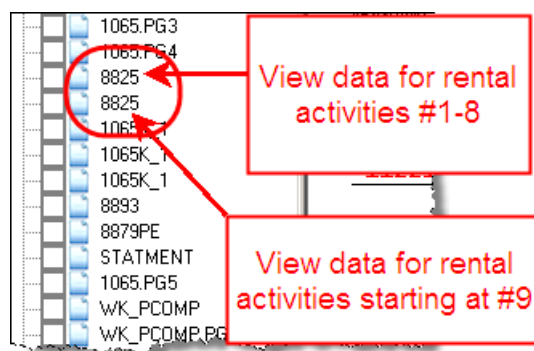 1065.PG3
1065.PG4
8825
8825
1065K_1
1065K_1
1065K_1
8893
8879PE
STATMENT
1065.PG5
WK_PCOMP
WK_PCOMP.PG
View data for rental
activities #1-8
View data for rental
activities starting at #9